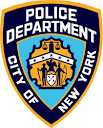 POLICE
DEPARTMENT
CITY OF
NEW YORK